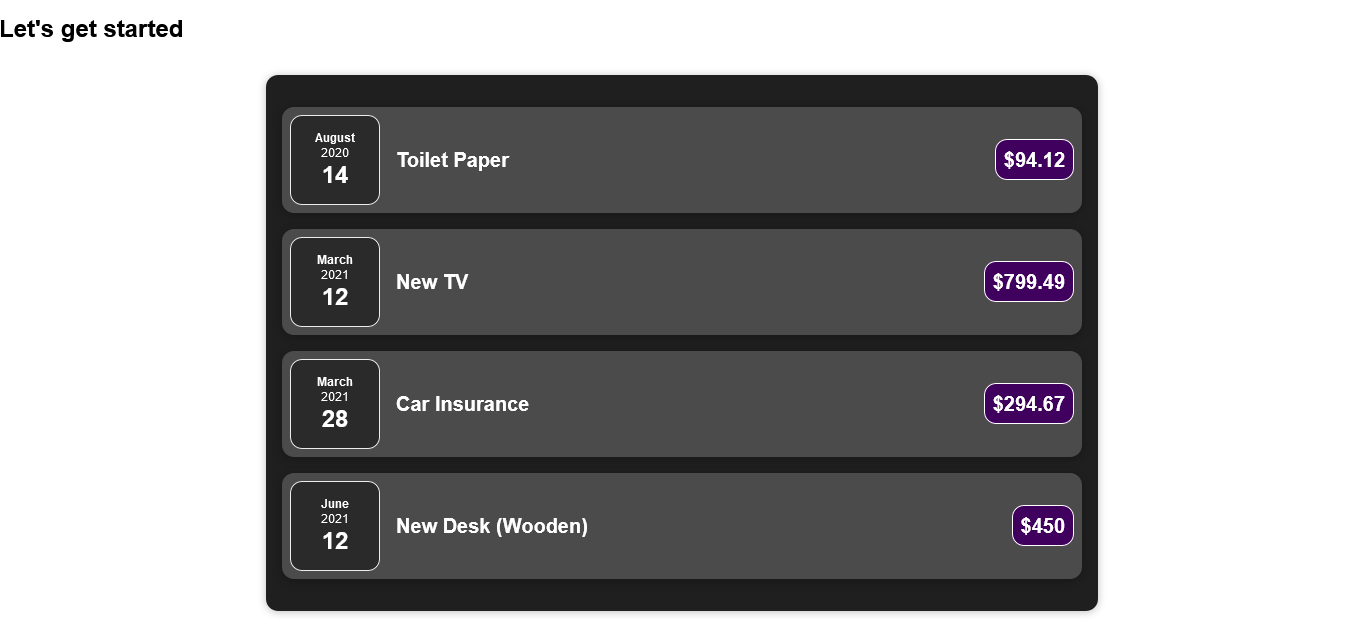 Let's get started
August
2020
14
Toilet Paper
$94.12
March
2021
12
New TV
$799.49
March
2021
28
Car Insurance
$294.67
June
2021
12
New Desk (Wooden)
$450